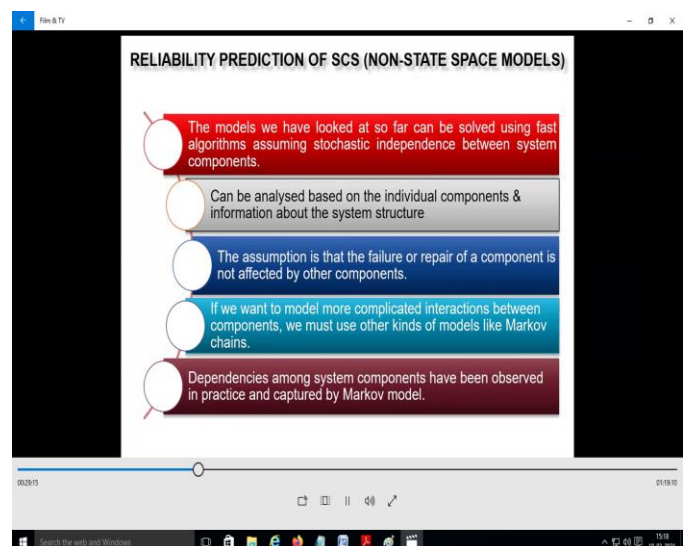 Film & TV
RELIABILITY PREDICTION OF SCS (NON-STATE SPACE MODELS)
The models we have looked at so far can be solved using fast
algorithms assuming stochastic independence between system
components.
Can be analysed based on the individual components &
information about the system structure
The assumption is that the failure or repair of a component is
not affected by other components.
If we want to model more complicated interactions between
components, we must use other kinds of models like Markov
chains.
Dependencies among system components have been observed
in practice and captured by Markov model.
00:29:15
01:19:10
Search the web and Windows
15:18